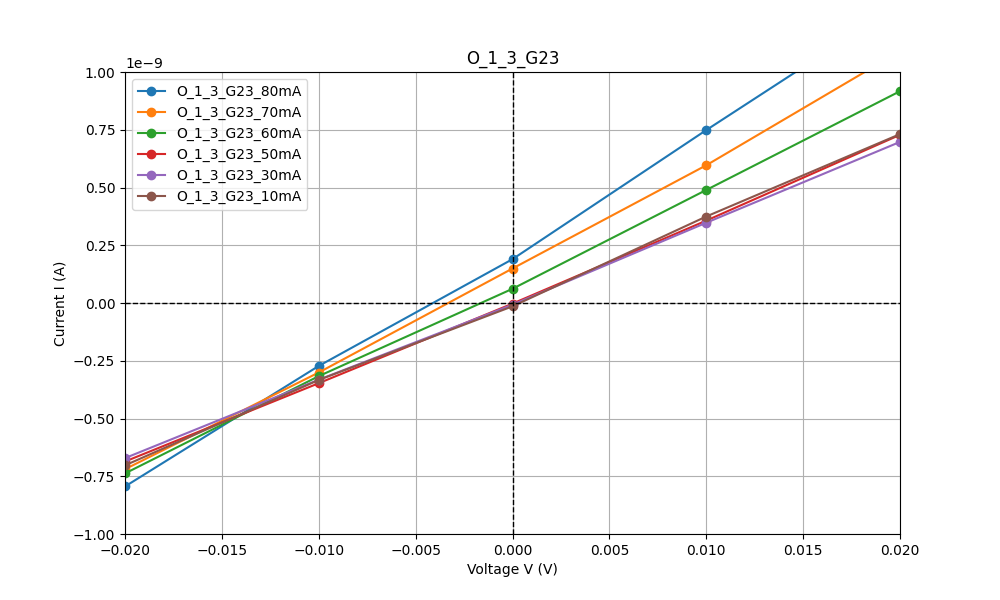 O_1_3_G23
1e−9
1.00
0.75
0.50
0.25
0.00
−0.25
−0.50
−0.75
−1.00
Current I (A)
O_1_3_G23_80mA
O_1_3_G23_70mA
O_1_3_G23_60mA
O_1_3_G23_50mA
O_1_3_G23_30mA
O_1_3_G23_10mA
−0.020 −0.015 −0.010 −0.005 0.000 0.005 0.010 0.015 0.020
Voltage V (V)